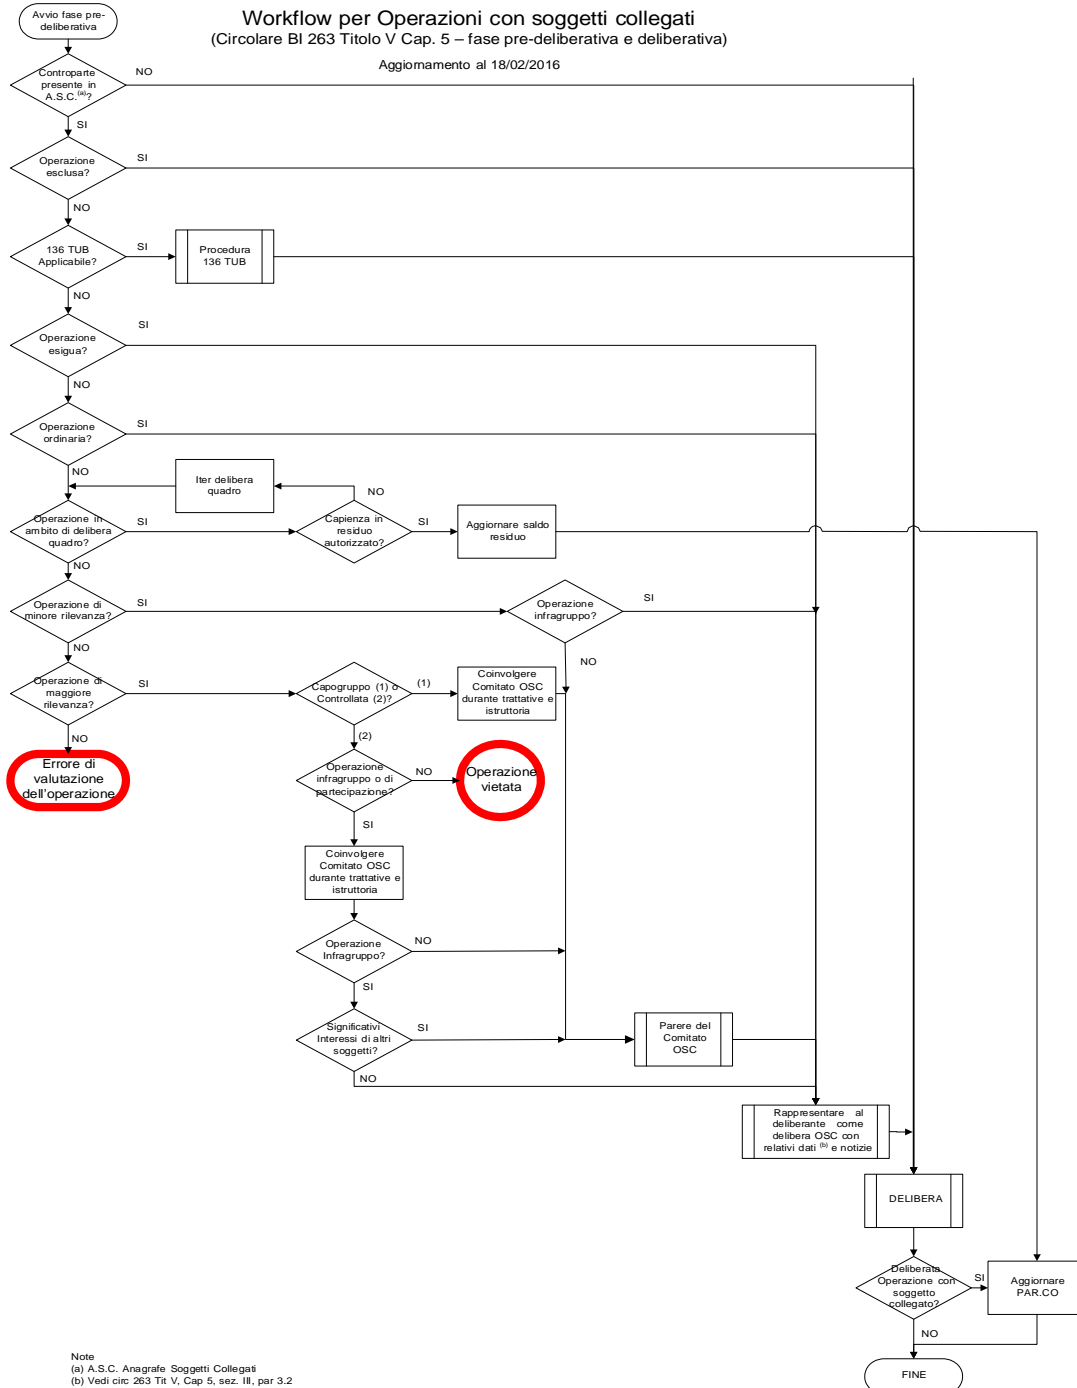 Workflow per Operazioni con soggetti collegati
(Circolare BI 263 Titolo V Cap. 5 – fase pre-deliberativa e deliberativa)
Aggiornamento al 18/02/2016
Avvio fase pre-
deliberativa
Controparte
presente in
A.S.C.(a)?
NO
SI
Operazione
esclusa?
SI
NO
136 TUB
Applicabile?
SI
Procedura
136 TUB
NO
Operazione
esigua?
SI
NO
Operazione
ordinaria?
SI
NO
Iter delibera
quadro
NO
Operazione in
ambito di delibera
quadro?
SI
Capienza in
residuo
autorizzato?
SI
Aggiornare saldo
residuo
NO
Operazione di
minore rilevanza?
SI
Operazione
infragruppo?
SI
NO
NO
Operazione di
maggiore
rilevanza?
SI
Capogruppo (1) o
Controllata (2)?
(1)
Coinvolgere
Comitato OSC
durante trattative e
istruttoria
NO
(2)
Errore di
valutazione
dell'operazione
Operazione
infragruppo o di
partecipazione?
NO
Operazione
vietata
SI
Coinvolgere
Comitato OSC
durante trattative e
istruttoria
Operazione
Infragruppo?
NO
SI
Significativi
Interessi di altri
soggetti?
SI
Parere del
Comitato
OSC
NO
Rappresentare al
deliberante come
delibera OSC con
relativi dati (b) e notizie
DELIBERA
Deliberata
Operazione con
soggetto
collegato?
SI
Aggiornare
PAR.CO
NO
FINE
Note
(a) A.S.C. Anagrafe Soggetti Collegati
(b) Vedi circ 263 Tit V, Cap 5, sez. III, par 3.2